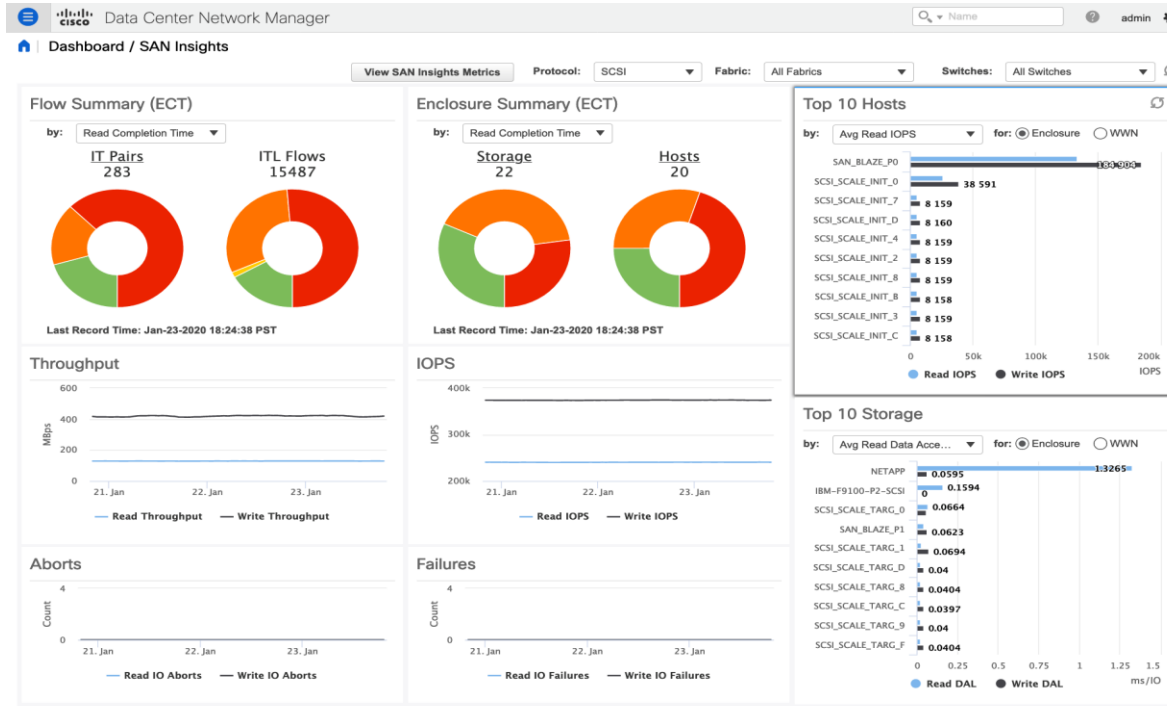 cisco Data Center Network Manager Name admin
Dashboard / SAN Insights
View SAN Insights Metrics Protocol: SCSI Fabric: All Fabrics Switches: All Switches
Flow Summary (ECT)
by: Read Completion Time
IT Pairs ITL Flows
283 15487
Last Record Time: Jan-23-2020 18:24:38 PST
Enclosure Summary (ECT)
by: Read Completion Time
Storage Hosts
22 20
Last Record Time: Jan-23-2020 18:24:38 PST
Top 10 Hosts
by: Avg Read IOPS for: Enclosure WWN
SAN_BLAZE_P0 184 904
SCSI_SCALE_INIT_0 38 591
SCSI_SCALE_INIT_7 8 159
SCSI_SCALE_INIT_D 8 160
SCSI_SCALE_INIT_4 8 159
SCSI_SCALE_INIT_2 8 159
SCSI_SCALE_INIT_8 8 159
SCSI_SCALE_INIT_B 8 158
SCSI_SCALE_INIT_3 8 159
SCSI_SCALE_INIT_C 8 158
0 50k 100k 150k 200k
IOPS
Read IOPS Write IOPS
Throughput
600
400
200
0
MBps
21. Jan 22. Jan 23. Jan
Read Throughput Write Throughput
IOPS
400k
300k
200k
IOPS
21. Jan 22. Jan 23. Jan
Read IOPS Write IOPS
Top 10 Storage
by: Avg Read Data Acce... for: Enclosure WWN
NETAPP 1.3265
0.0595
IBM-F9100-P2-SCSI 0.1594
0
SCSI_SCALE_TARG_0 0.0664
SAN_BLAZE_P1 0.0623
SCSI_SCALE_TARG_1 0.0694
SCSI_SCALE_TARG_D 0.04
SCSI_SCALE_TARG_8 0.0404
SCSI_SCALE_TARG_C 0.0397
SCSI_SCALE_TARG_9 0.04
SCSI_SCALE_TARG_F 0.0404
0 0.25 0.5 0.75 1 1.25 1.5
ms/IO
Read DAL Write DAL
Aborts
4
0
Count
21. Jan 22. Jan 23. Jan
Read IO Aborts Write IO Aborts
Failures
4
0
Count
21. Jan 22. Jan 23. Jan
Read IO Failures Write IO Failures